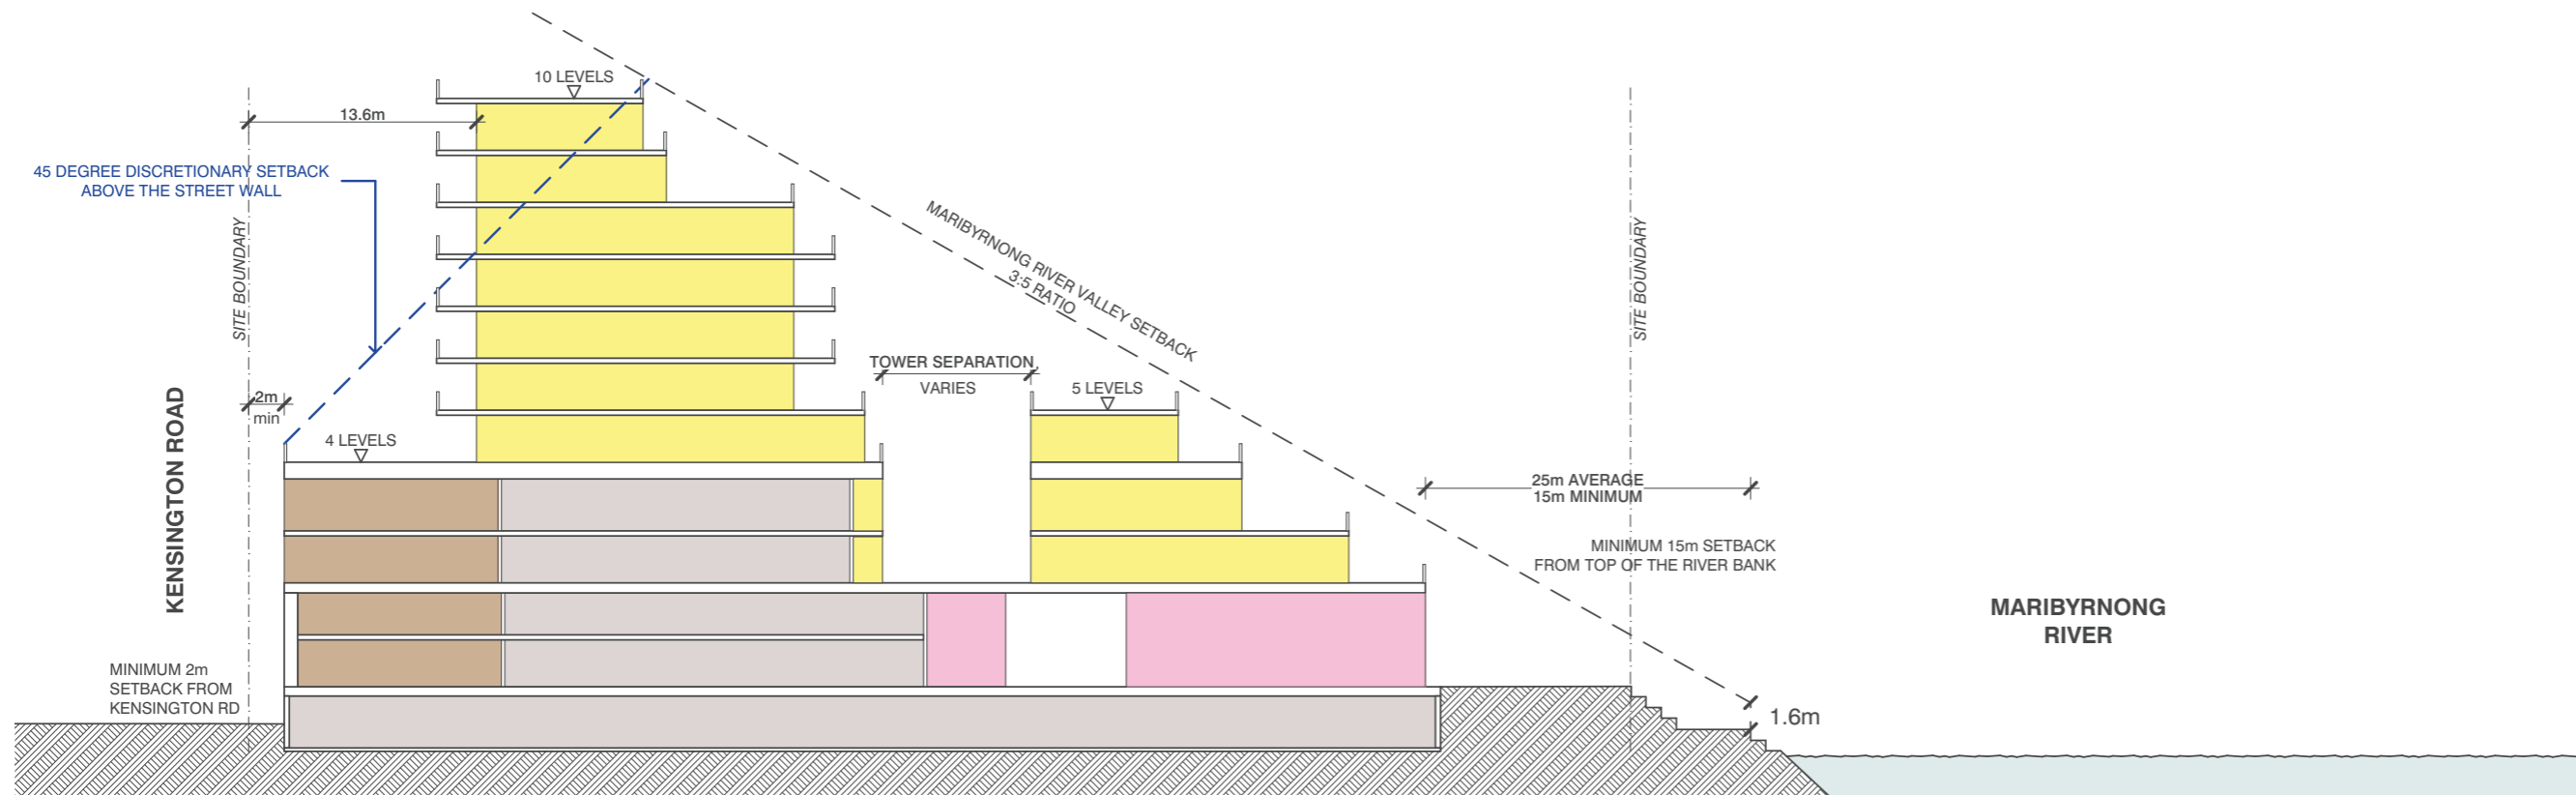 10 LEVELS
13.6m
45 DEGREE DISCRETIONARY SETBACK
ABOVE THE STREET WALL
SITE BOUNDARY
MARIBYRNONG RIVER VALLEY SETBACK
3:5 RATIO
SITE BOUNDARY
TOWER SEPARATION
VARIES
5 LEVELS
2m
min
4 LEVELS
KENSINGTON ROAD
25m AVERAGE
15m MINIMUM
MINIMUM 15m SETBACK
FROM TOP OF THE RIVER BANK
MARIBYRNONG
RIVER
MINIMUM 2m
SETBACK FROM
KENSINGTON RD
1.6m